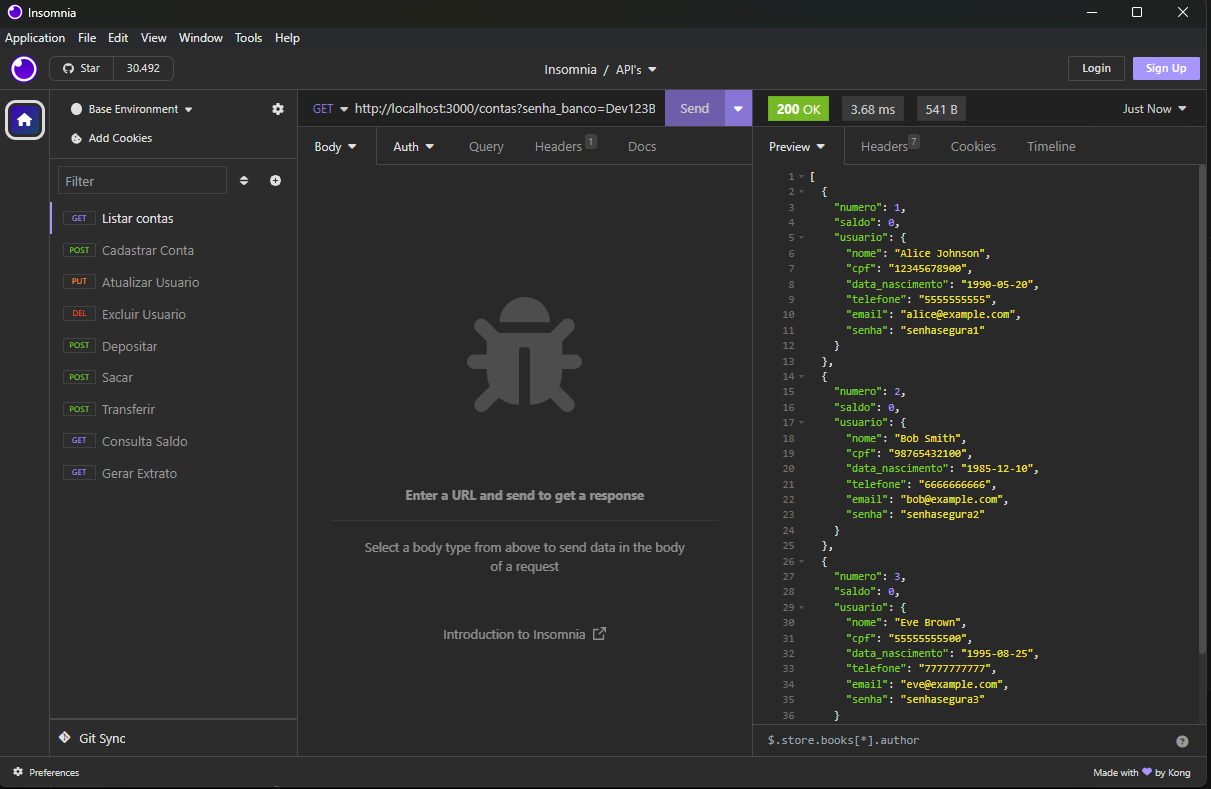 Insomnia
Application File Edit View Window Tools Help
Star 30.492
Insomnia / API's
Login Sign Up
Base Environment
Add Cookies
Filter
GET Listar contas
POST Cadastrar Conta
PUT Atualizar Usuario
DEL Excluir Usuario
POST Depositar
POST Sacar
POST Transferir
GET Consulta Saldo
GET Gerar Extrato
Git Sync
GET http://localhost:3000/contas?senha_banco=Dev123B Send
Body Auth Query Headers 1 Docs
Enter a URL and send to get a response
Select a body type from above to send data in the body
of a request
Introduction to Insomnia
200 OK 3.68 ms 541 B Just Now
Preview Headers 7 Cookies Timeline
1 [
2 {
3 "numero": 1,
4 "saldo": 0,
5 "usuario": {
6 "nome": "Alice Johnson",
7 "cpf": "12345678900",
8 "data_nascimento": "1990-05-20",
9 "telefone": "5555555555",
10 "email": "alice@example.com",
11 "senha": "senhasegura1"
12 }
13 },
14 {
15 "numero": 2,
16 "saldo": 0,
17 "usuario": {
18 "nome": "Bob Smith",
19 "cpf": "98765432100",
20 "data_nascimento": "1985-12-10",
21 "telefone": "6666666666",
22 "email": "bob@example.com",
23 "senha": "senhasegura2"
24 }
25 },
26 {
27 "numero": 3,
28 "saldo": 0,
29 "usuario": {
30 "nome": "Eve Brown",
31 "cpf": "55555555500",
32 "data_nascimento": "1995-08-25",
33 "telefone": "7777777777",
34 "email": "eve@example.com",
35 "senha": "senhasegura3"
36 }
$.store.books[*].author
Preferences
Made with 💜 by Kong